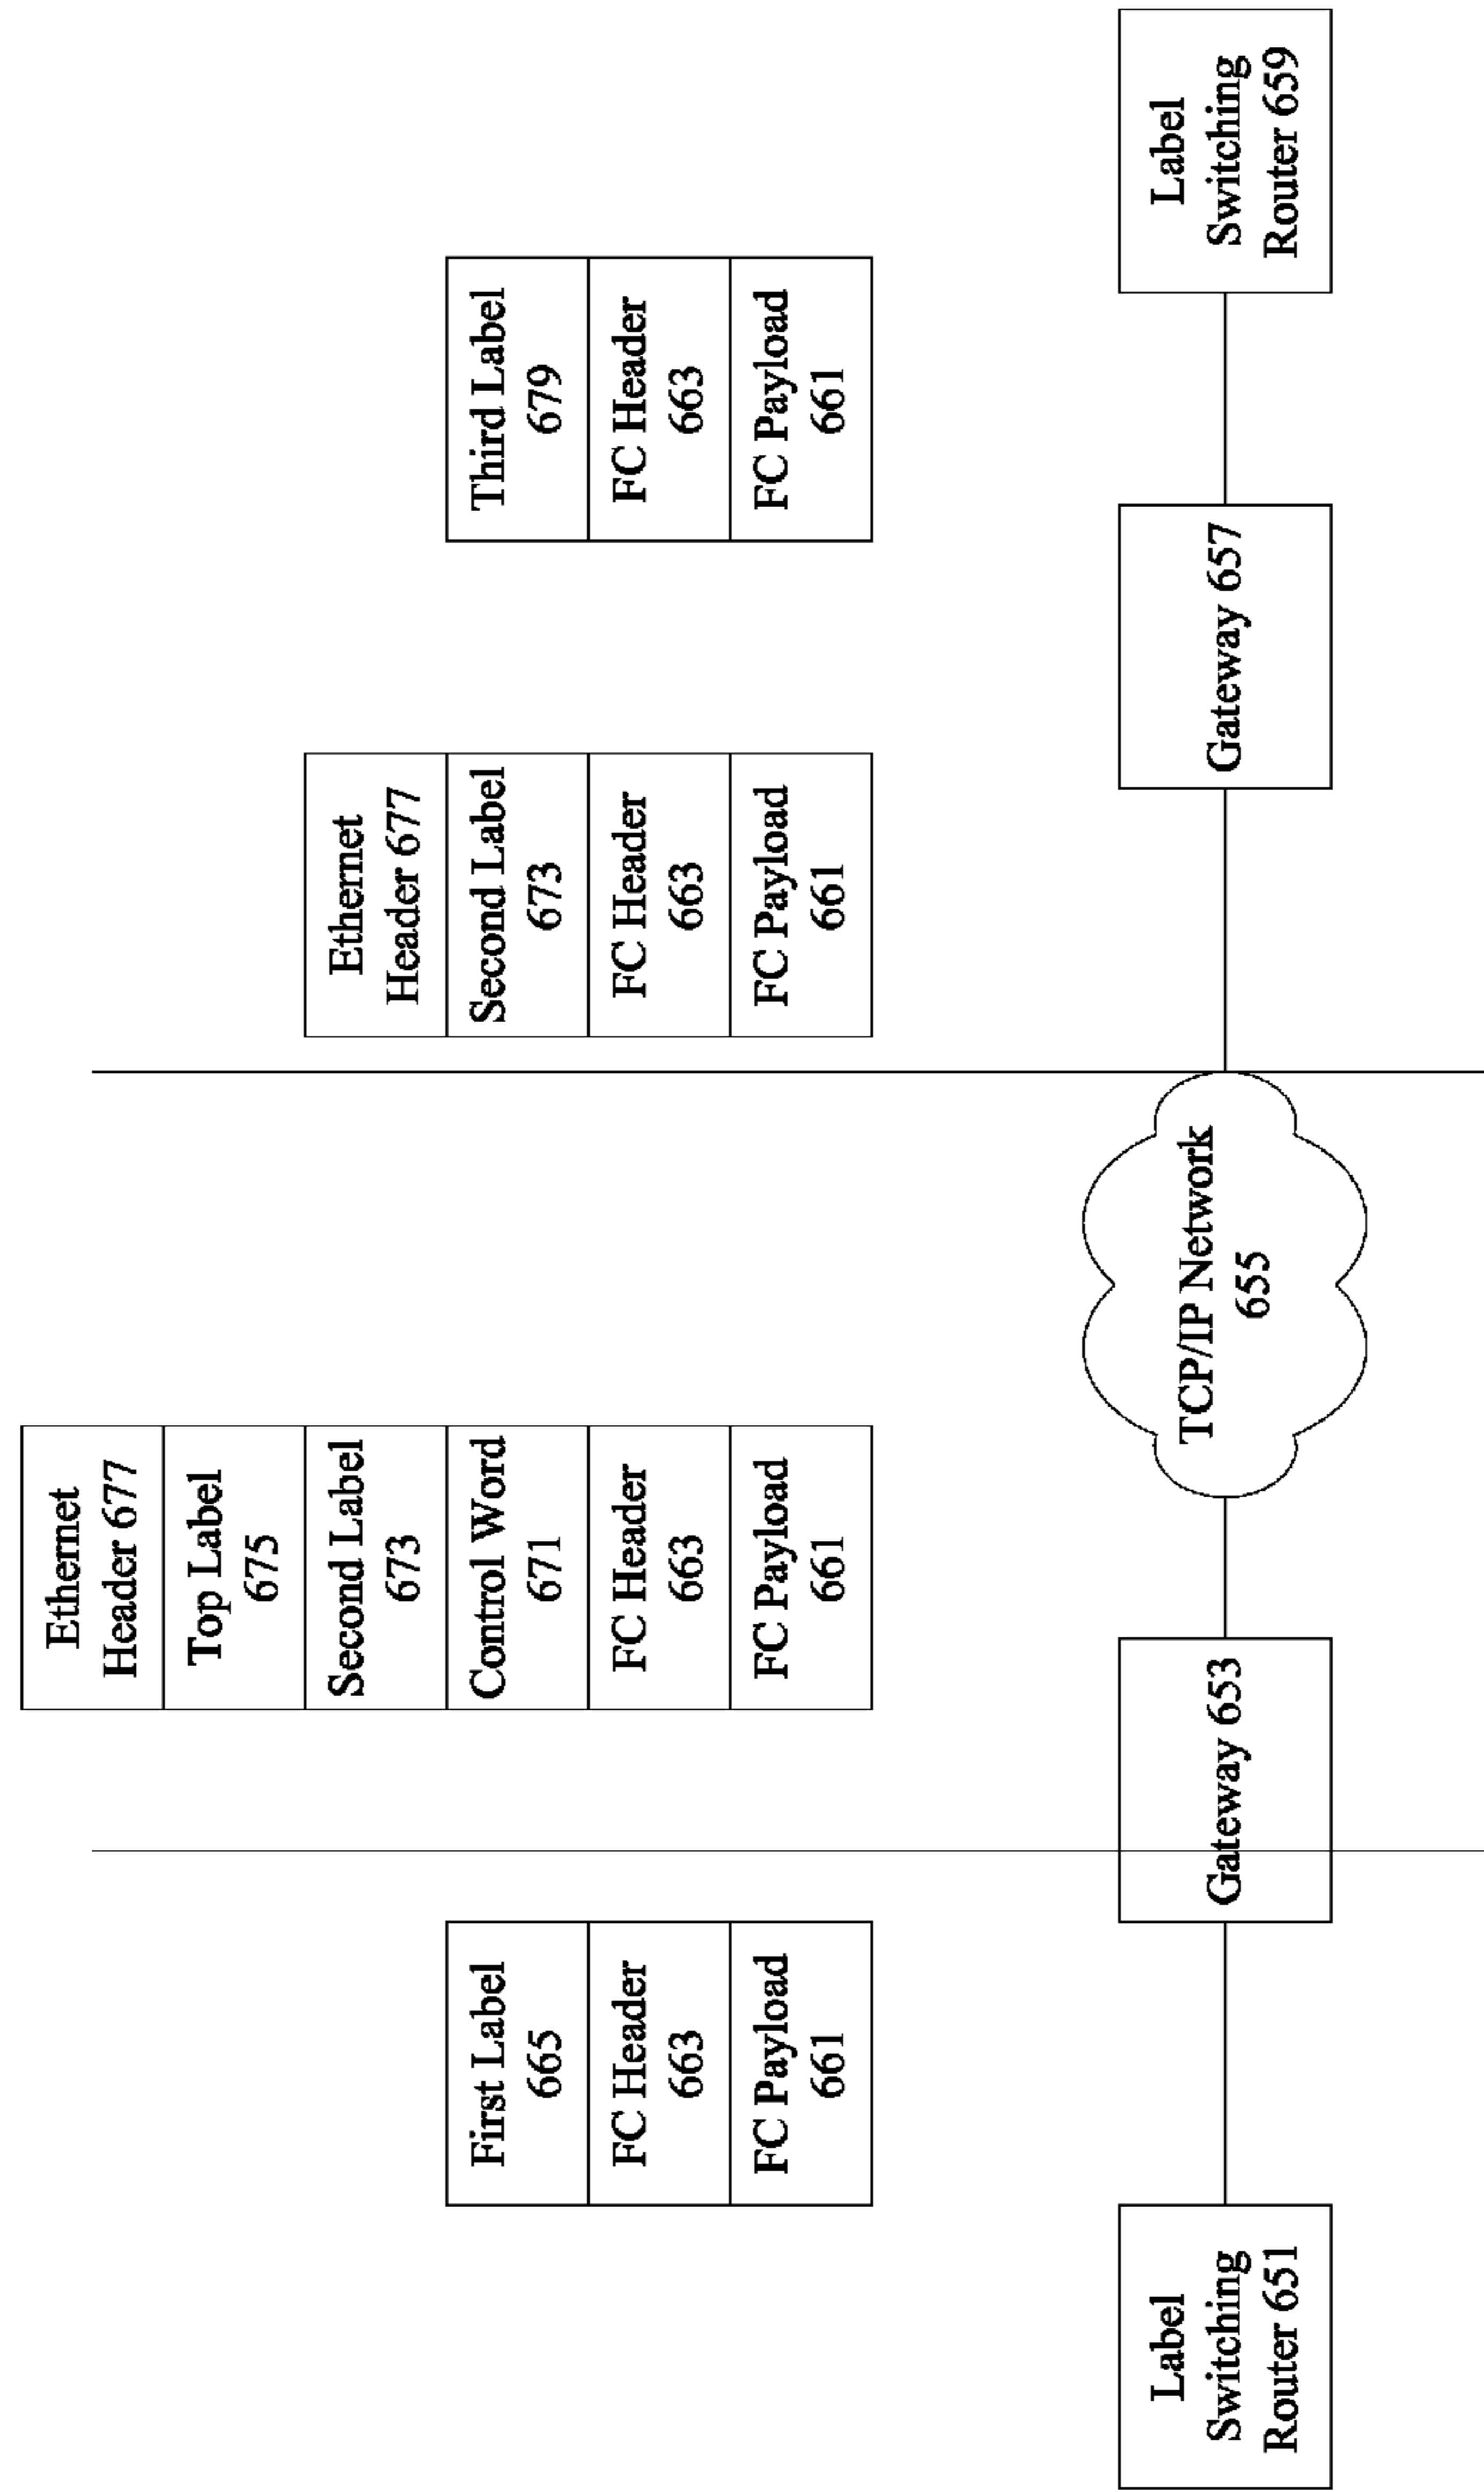 First Label
665
FC Header
663
FC Payload
661
Ethernet
Header 677
Top Label
675
Second Label
673
Control Word
671
FC Header
663
FC Payload
661
Ethernet
Header 677
Second Label
673
FC Header
663
FC Payload
661
Third Label
679
FC Header
663
FC Payload
661
Label
Switching
Router 651
Gateway 653
TCP/IP Network
655
Gateway 657
Label
Switching
Router 659